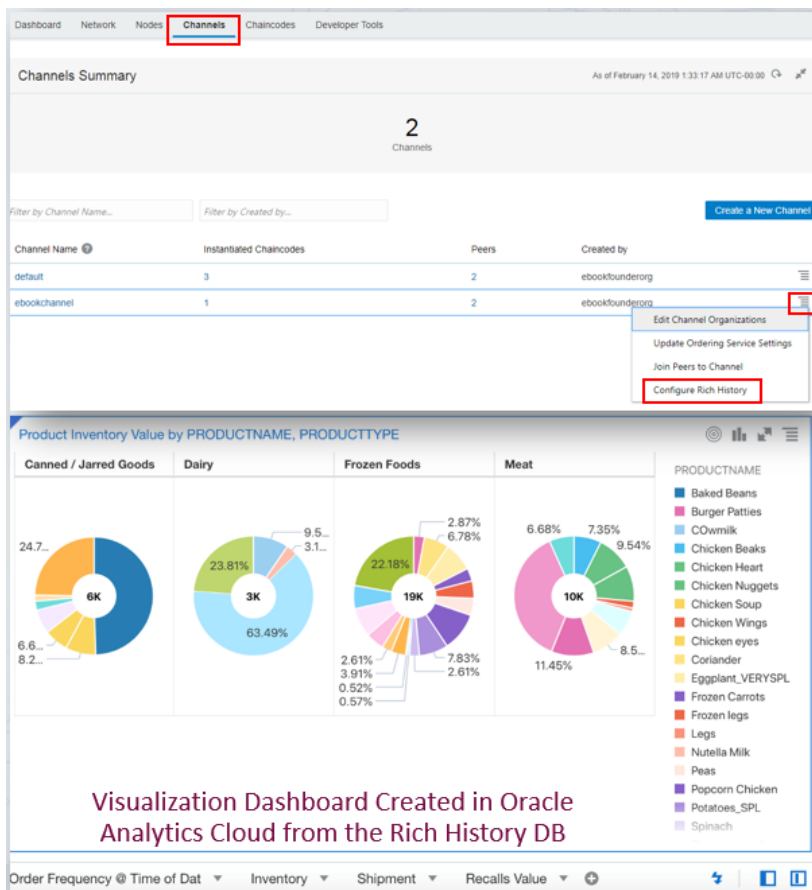 Dashboard Network Nodes Channels Chaincodes Developer Tools
Channels Summary As of February 14, 2019 1:33:17 AM UTC-00:00
2
Channels
Filter by Channel Name... Filter by Created by...
Create a New Channel
Channel Name Instantiated Chaincodes Peers Created by
default 3 2 ebookfounderorg
ebookchannel 1 2 ebookfounderorg
Edit Channel Organizations
Update Ordering Service Settings
Join Peers to Channel
Configure Rich History
Product Inventory Value by PRODUCTNAME, PRODUCTTYPE
Canned / Jarred Goods Dairy Frozen Foods Meat
24.7...
6K
6.6...
8.2...
9.5...
3.1...
23.81%
3K
63.49%
2.87%
6.78%
22.18%
19K
2.61%
3.91%
0.52%
0.57%
7.83%
2.61%
6.68%
7.35%
9.54%
10K
8.5...
11.45%
PRODUCTNAME
Baked Beans
Burger Patties
COwmilk
Chicken Beaks
Chicken Heart
Chicken Nuggets
Chicken Soup
Chicken Wings
Chicken eyes
Coriander
Eggplant_VERYSPL
Frozen Carrots
Frozen legs
Legs
Nutella Milk
Peas
Popcorn Chicken
Potatoes_SPL
Spinach
Visualization Dashboard Created in Oracle
Analytics Cloud from the Rich History DB
Order Frequency @ Time of Dat Inventory Shipment Recalls Value